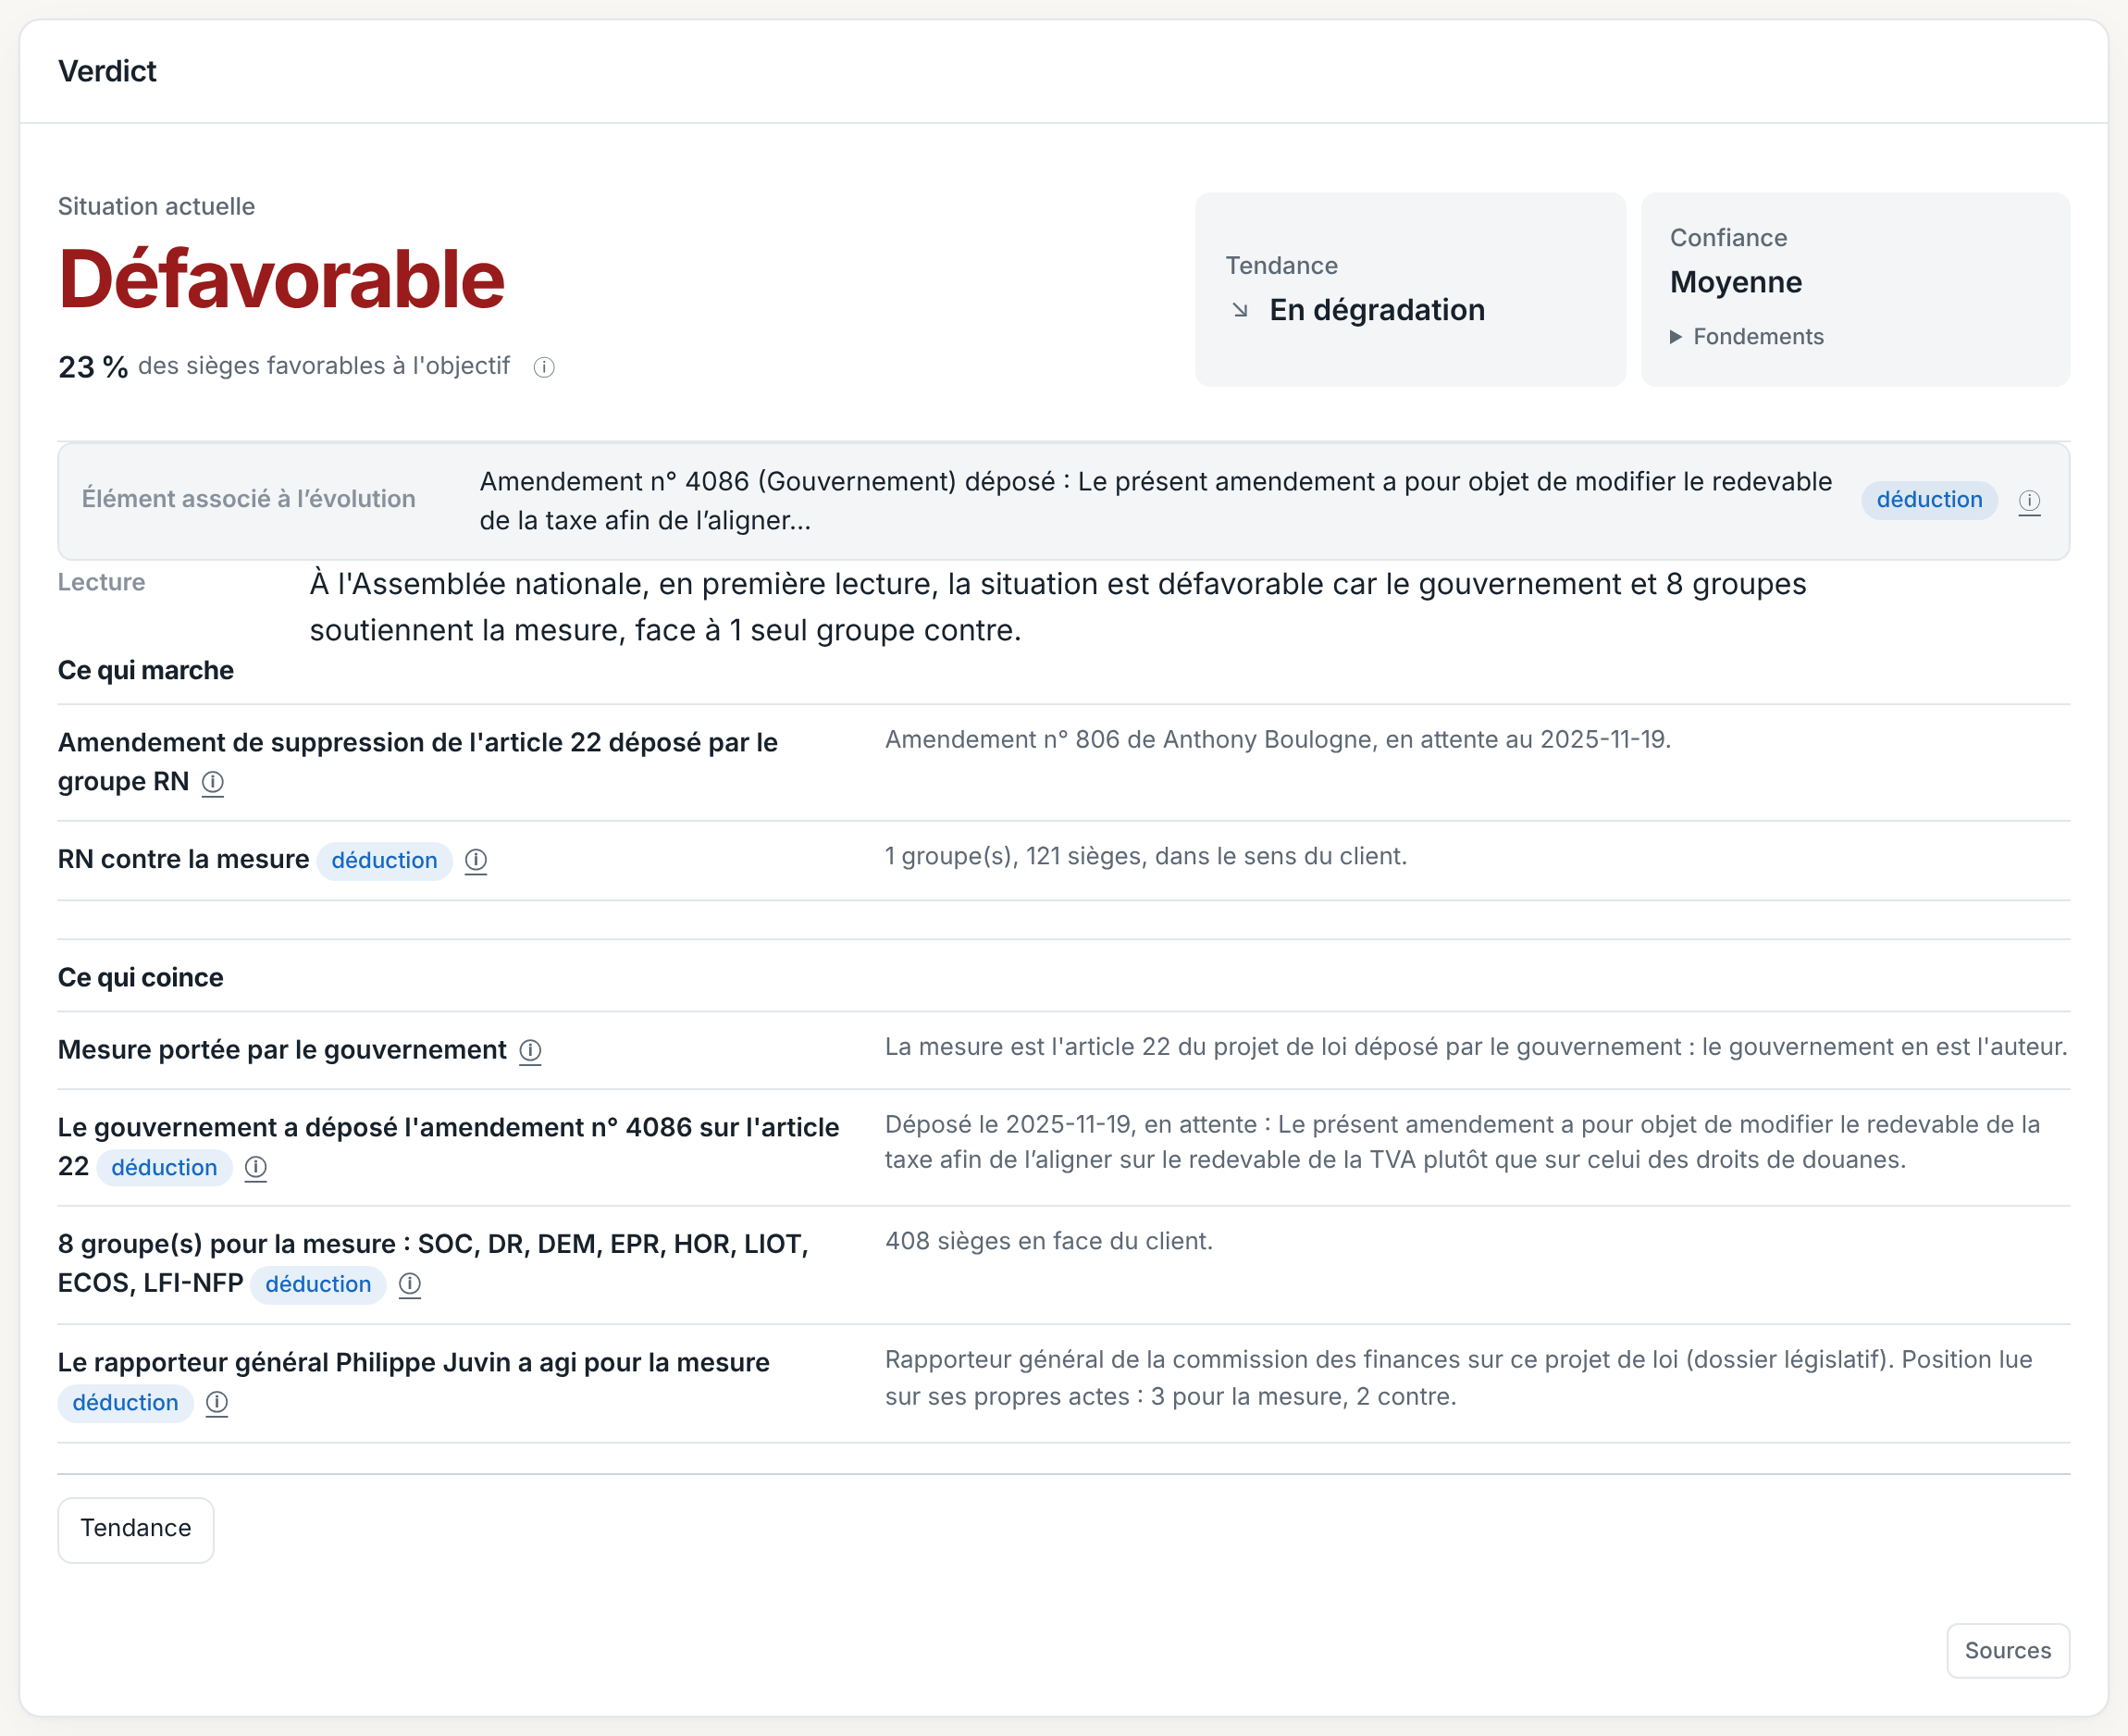 Verdict
Situation actuelle
Défavorable
23 % des sièges favorables à l'objectif ⓘ
Tendance
↘ En dégradation
Confiance
Moyenne
▶ Fondements
Élément associé à l’évolution
Amendement n° 4086 (Gouvernement) déposé : Le présent amendement a pour objet de modifier le redevable
de la taxe afin de l’aligner…
déduction ⓘ
Lecture
À l'Assemblée nationale, en première lecture, la situation est défavorable car le gouvernement et 8 groupes
soutiennent la mesure, face à 1 seul groupe contre.
Ce qui marche
Amendement de suppression de l'article 22 déposé par le
groupe RN ⓘ
Amendement n° 806 de Anthony Boulogne, en attente au 2025-11-19.
RN contre la mesure déduction ⓘ
1 groupe(s), 121 sièges, dans le sens du client.
Ce qui coince
Mesure portée par le gouvernement ⓘ
La mesure est l'article 22 du projet de loi déposé par le gouvernement : le gouvernement en est l'auteur.
Le gouvernement a déposé l'amendement n° 4086 sur l'article
22 déduction ⓘ
Déposé le 2025-11-19, en attente : Le présent amendement a pour objet de modifier le redevable de la
taxe afin de l’aligner sur le redevable de la TVA plutôt que sur celui des droits de douanes.
8 groupe(s) pour la mesure : SOC, DR, DEM, EPR, HOR, LIOT,
ECOS, LFI-NFP déduction ⓘ
408 sièges en face du client.
Le rapporteur général Philippe Juvin a agi pour la mesure
déduction ⓘ
Rapporteur général de la commission des finances sur ce projet de loi (dossier législatif). Position lue
sur ses propres actes : 3 pour la mesure, 2 contre.
Tendance
Sources